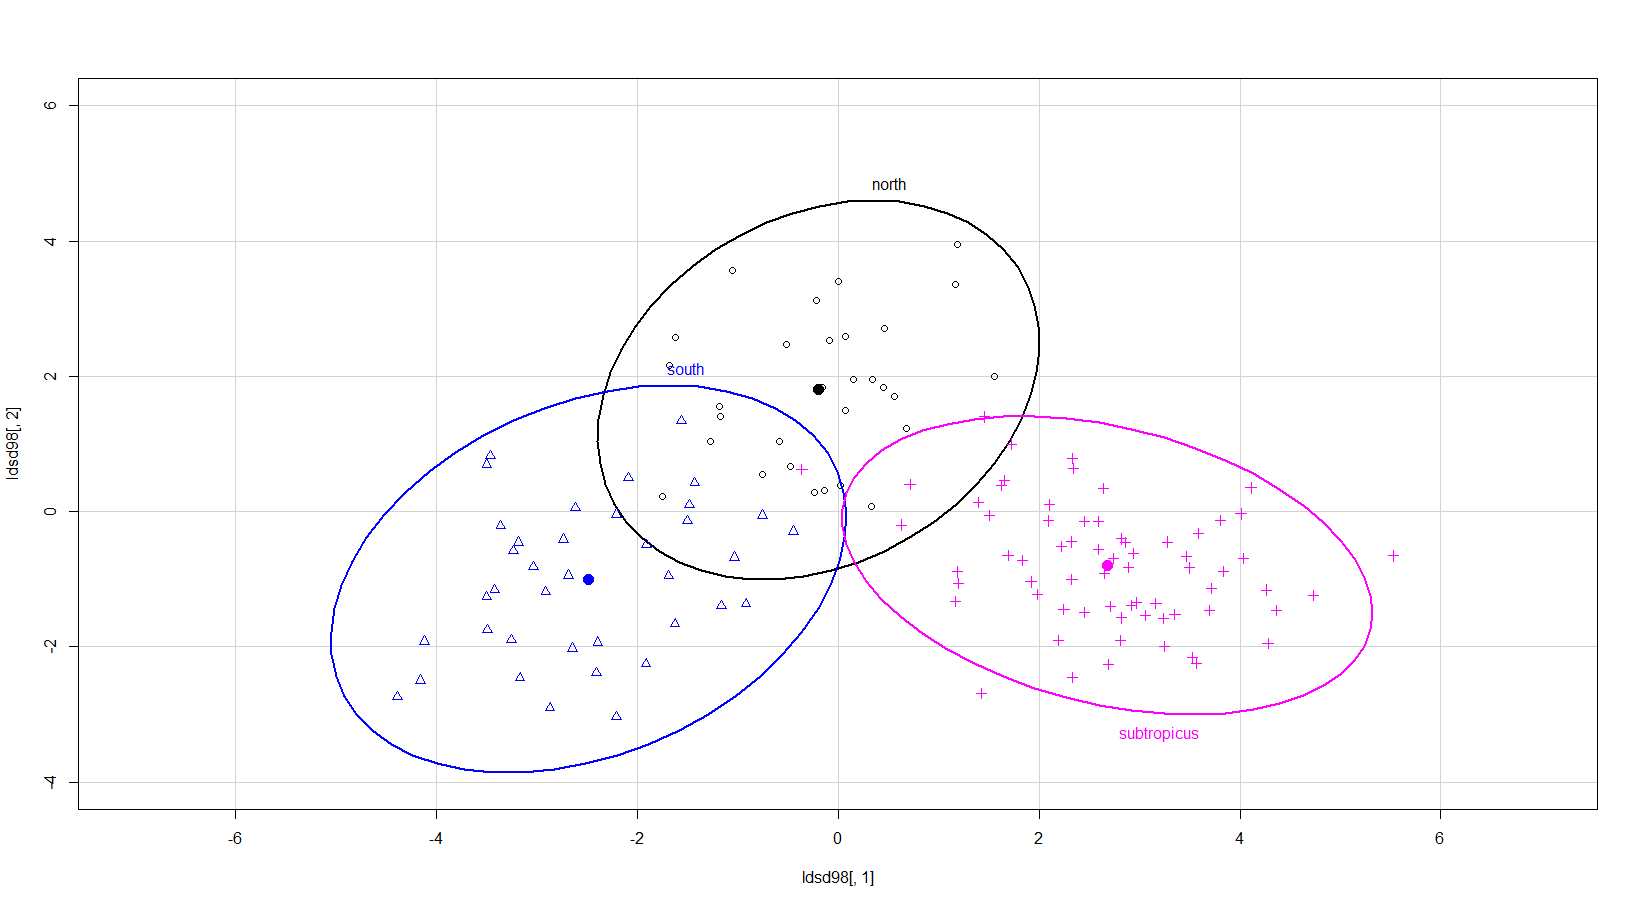 6
north
4
south
2
ldsd98[, 2]
0
-2
subtropicus
-4
-6 -4 -2 0 2 4 6
ldsd98[, 1]